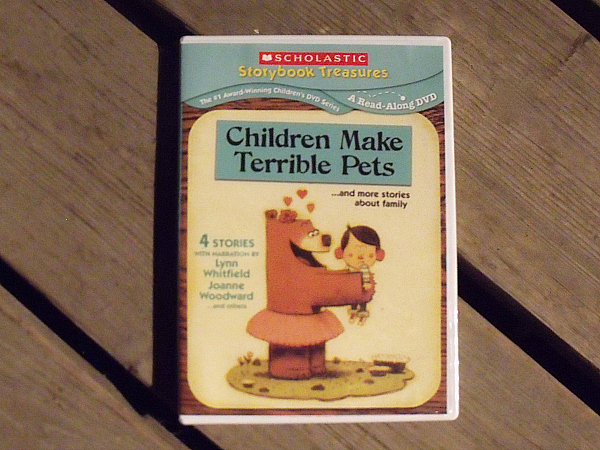 SCHOLASTIC
Storybook Treasures
The #1 Award-Winning Children's DVD Series
A Read-Along DVD
Children Make
Terrible Pets
...and more stories
about family
4 STORIES
WITH NARRATION BY
Lynn
Whitfield
Joanne
Woodward
...and others